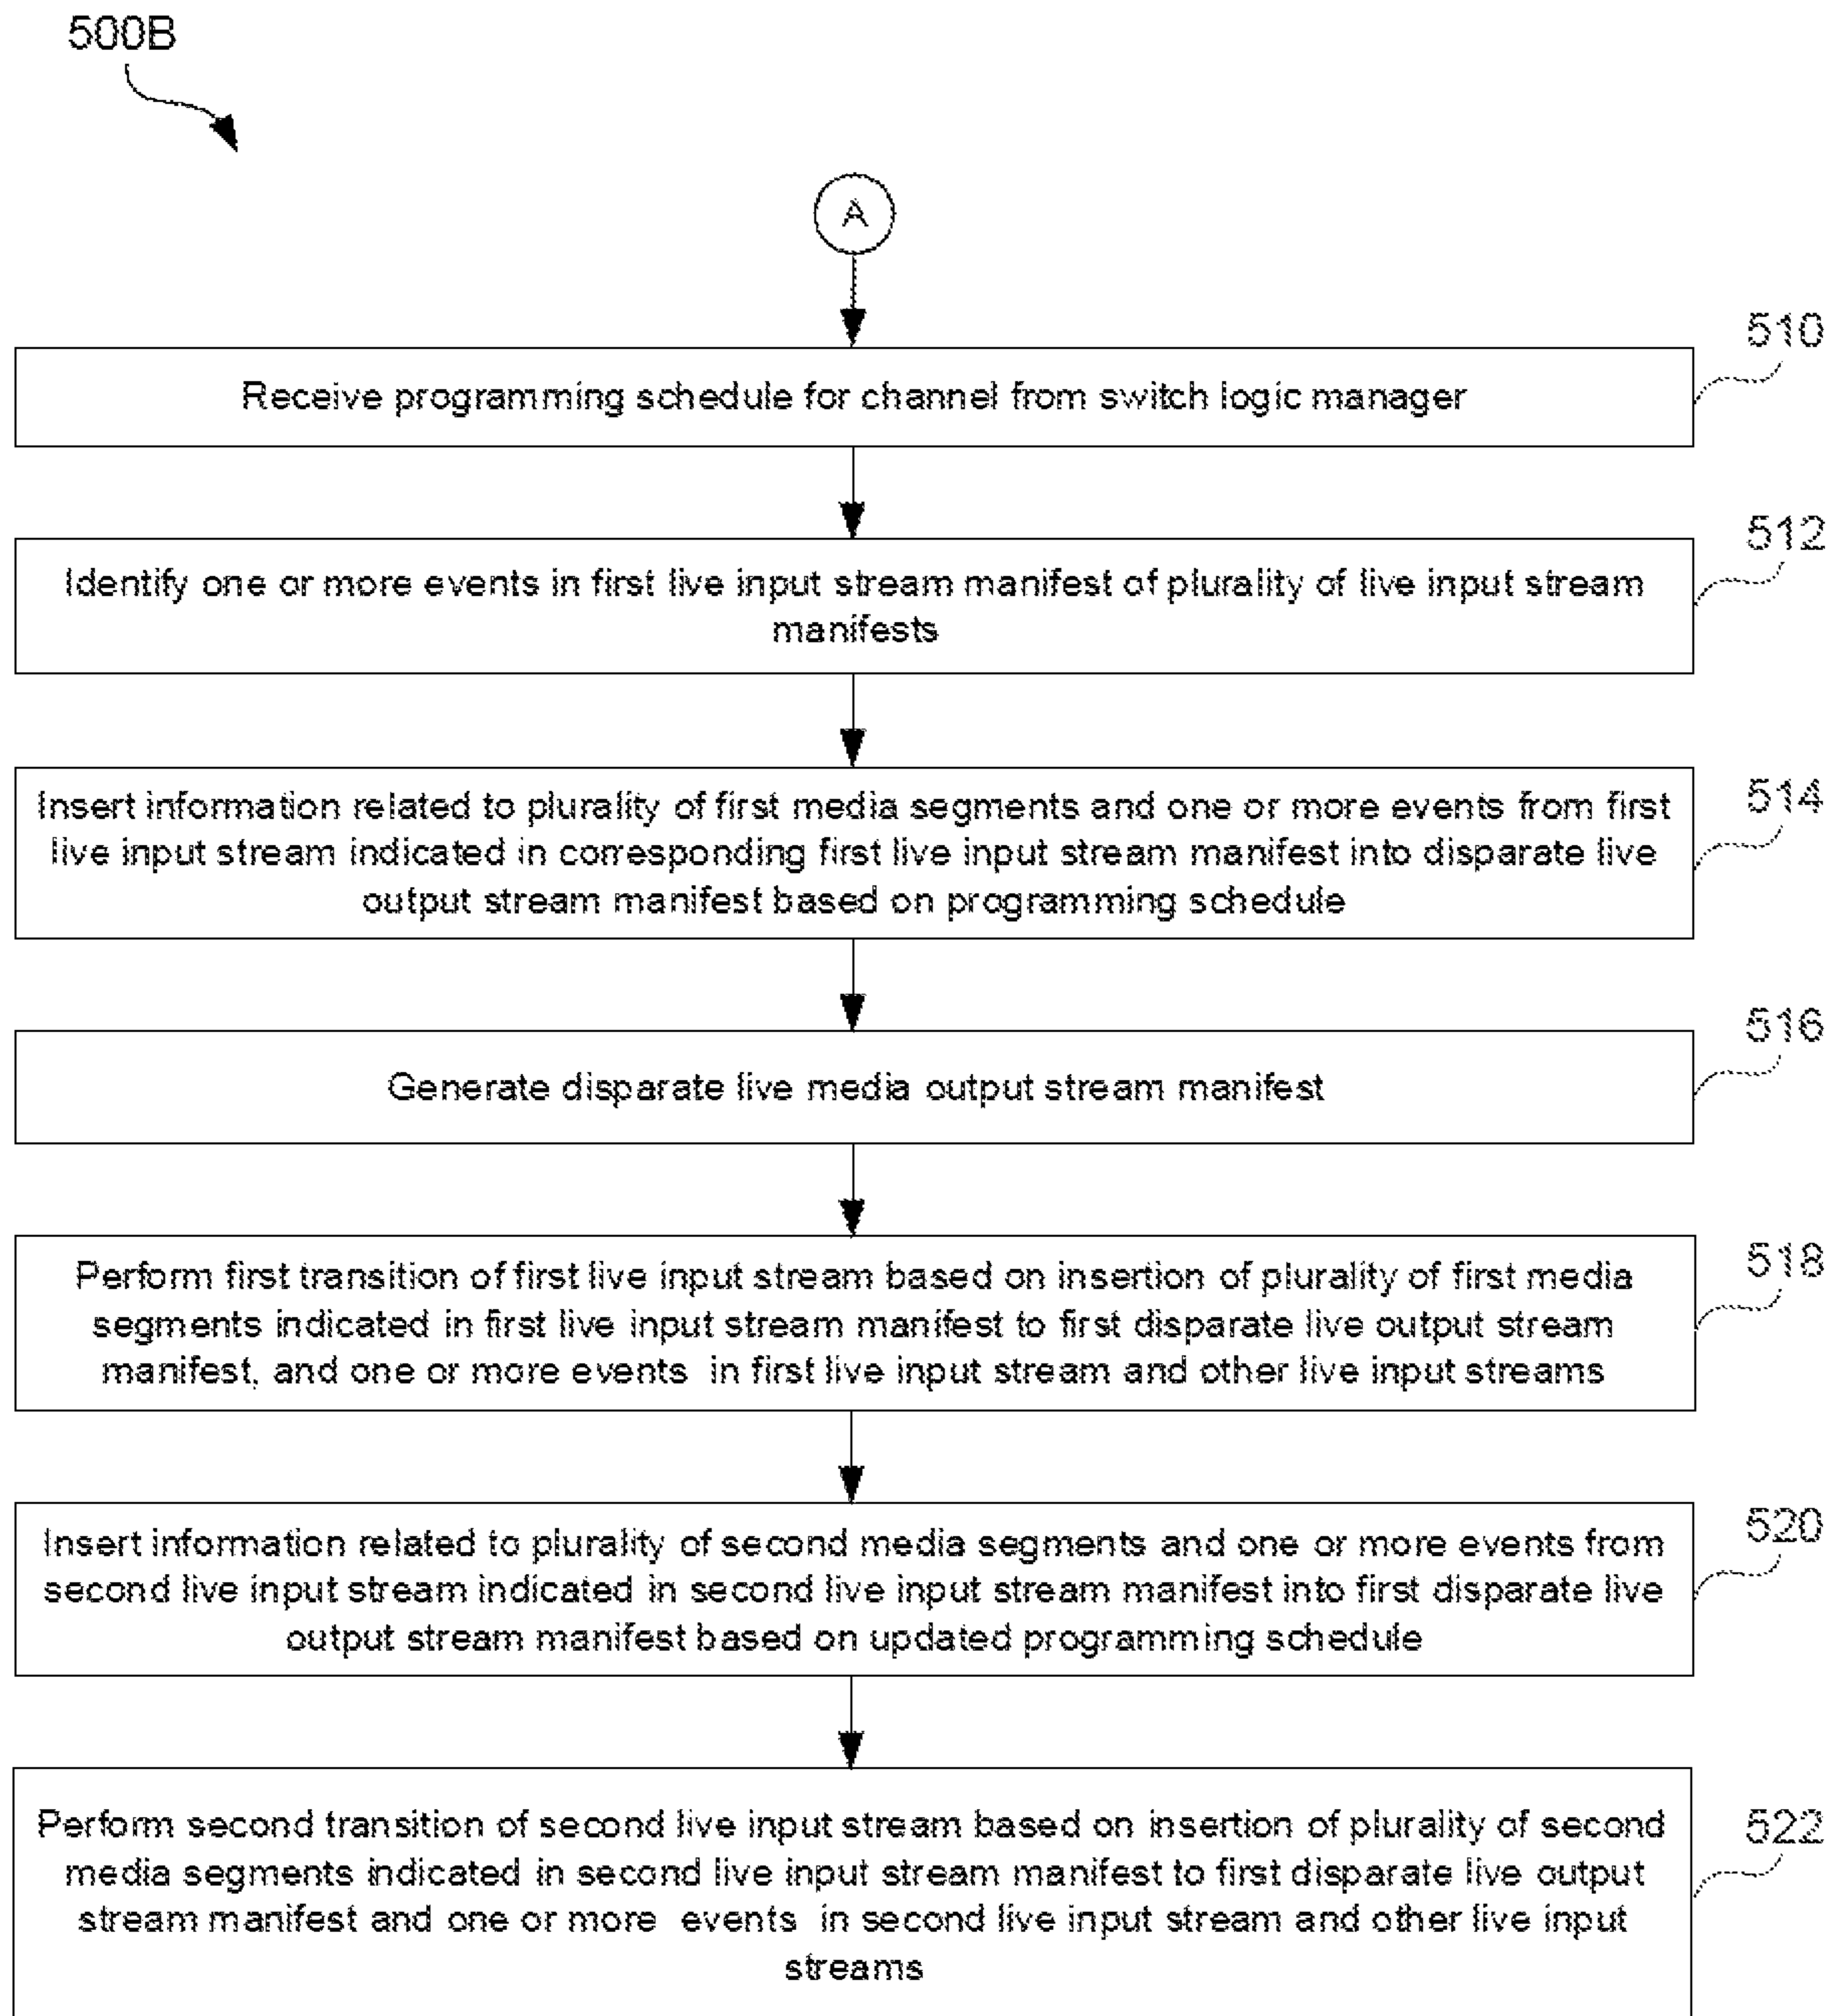 500B
A
510
Receive programming schedule for channel from switch logic manager
512
Identify one or more events in first live input stream manifest of plurality of live input stream
manifests
514
Insert information related to plurality of first media segments and one or more events from first
live input stream indicated in corresponding first live input stream manifest into disparate live
output stream manifest based on programming schedule
516
Generate disparate live media output stream manifest
518
Perform first transition of first live input stream based on insertion of plurality of first media
segments indicated in first live input stream manifest to first disparate live output stream
manifest, and one or more events in first live input stream and other live input streams
520
Insert information related to plurality of second media segments and one or more events from
second live input stream indicated in second live input stream manifest into first disparate live
output stream manifest based on updated programming schedule
522
Perform second transition of second live input stream based on insertion of plurality of second
media segments indicated in second live input stream manifest to first disparate live output
stream manifest and one or more events in second live input stream and other live input
streams